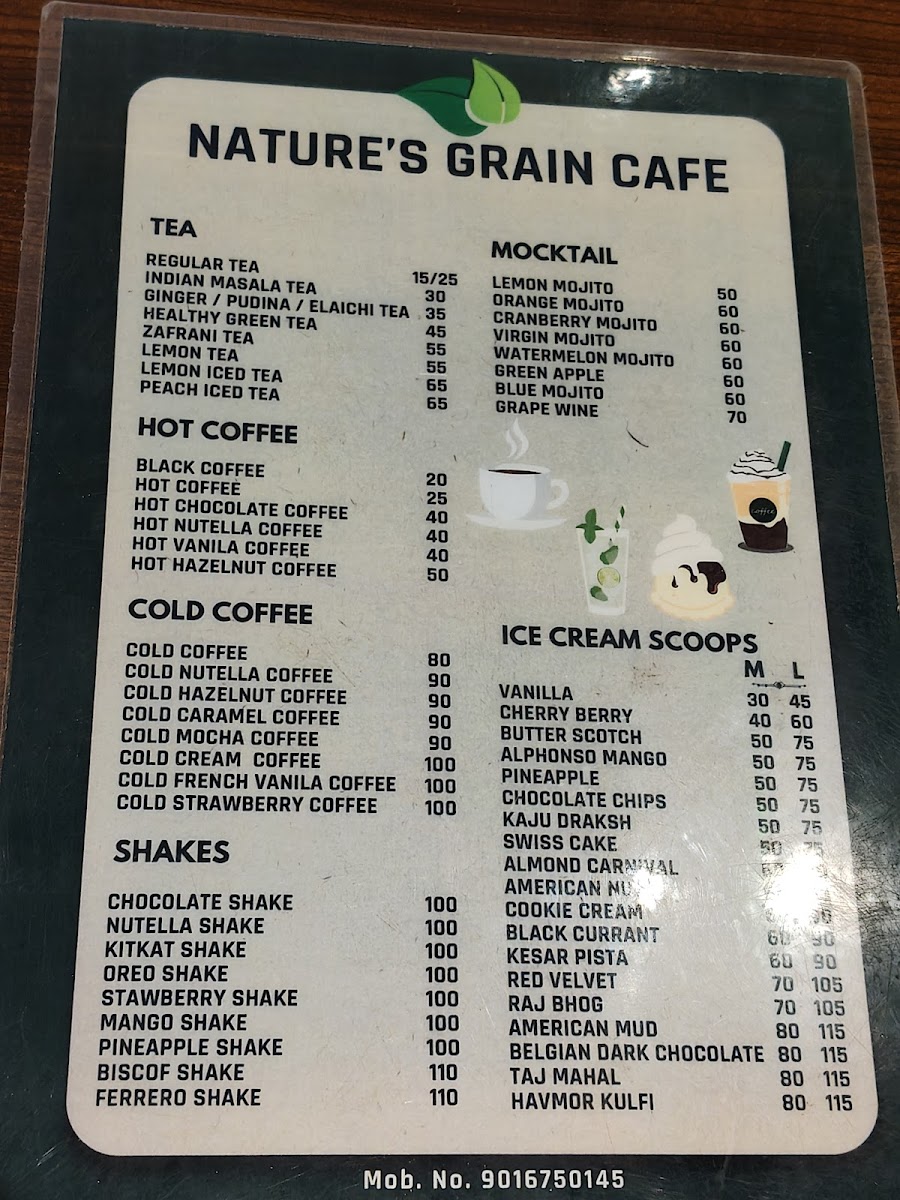 NATURE'S GRAIN CAFE
TEA
REGULAR TEA 15/25
INDIAN MASALA TEA 30
GINGER / PUDINA / ELAICHI TEA 35
HEALTHY GREEN TEA 45
ZAFRANI TEA 55
LEMON TEA 55
LEMON ICED TEA 65
PEACH ICED TEA 65
HOT COFFEE
BLACK COFFEE 20
HOT COFFEE 25
HOT CHOCOLATE COFFEE 40
HOT NUTELLA COFFEE 40
HOT VANILA COFFEE 40
HOT HAZELNUT COFFEE 50
COLD COFFEE
COLD COFFEE 80
COLD NUTELLA COFFEE 90
COLD HAZELNUT COFFEE 90
COLD CARAMEL COFFEE 90
COLD MOCHA COFFEE 90
COLD CREAM COFFEE 100
COLD FRENCH VANILA COFFEE 100
COLD STRAWBERRY COFFEE 100
SHAKES
CHOCOLATE SHAKE 100
NUTELLA SHAKE 100
KITKAT SHAKE 100
OREO SHAKE 100
STAWBERRY SHAKE 100
MANGO SHAKE 100
PINEAPPLE SHAKE 100
BISCOF SHAKE 110
FERRERO SHAKE 110
MOCKTAIL
LEMON MOJITO 50
ORANGE MOJITO 60
CRANBERRY MOJITO 60
VIRGIN MOJITO 60
WATERMELON MOJITO 60
GREEN APPLE 60
BLUE MOJITO 60
GRAPE WINE 70
Coffee
ICE CREAM SCOOPS
M L
VANILLA 30 45
CHERRY BERRY 40 60
BUTTER SCOTCH 50 75
ALPHONSO MANGO 50 75
PINEAPPLE 50 75
CHOCOLATE CHIPS 50 75
KAJU DRAKSH 50 75
SWISS CAKE 50 75
ALMOND CARNIVAL
AMERICAN
COOKIE CREAM
BLACK CURRANT 60 90
KESAR PISTA 60 90
RED VELVET 70 105
RAJ BHOG 70 105
AMERICAN MUD 80 115
BELGIAN DARK CHOCOLATE 80 115
TAJ MAHAL 80 115
HAVMOR KULFI 80 115
Mob. No. 9016750145